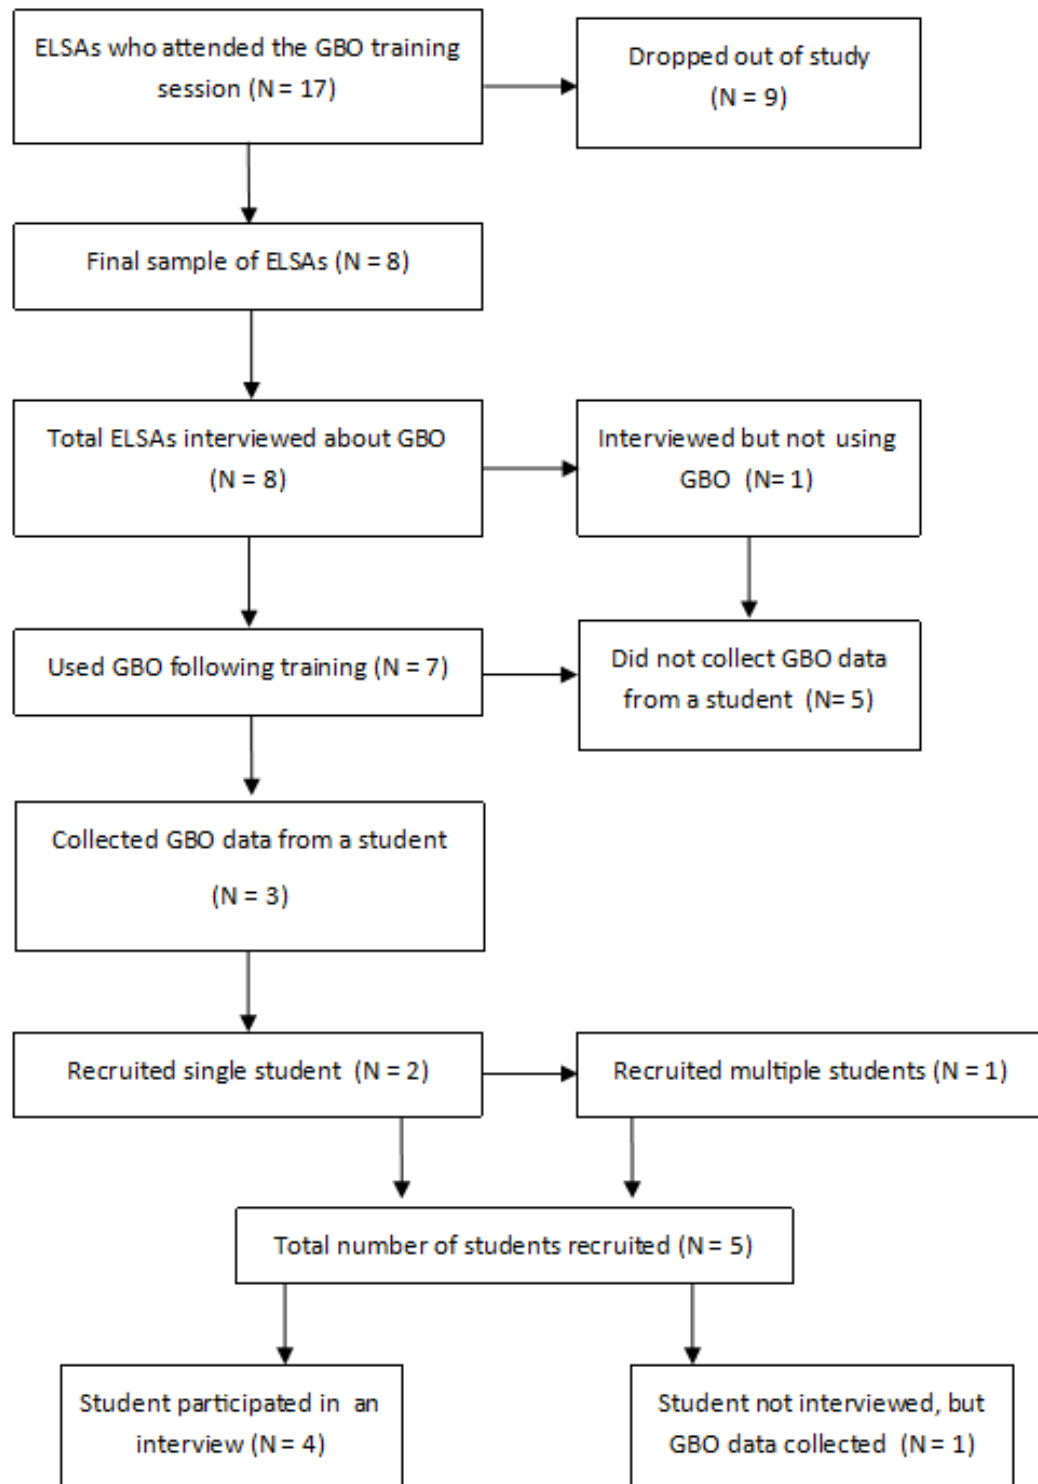 ELSAs who attended the GBO training
session (N = 17)
Dropped out of study
(N = 9)
Final sample of ELSAs (N = 8)
Total ELSAs interviewed about GBO
(N = 8)
Interviewed but not using
GBO (N= 1)
Used GBO following training (N = 7)
Did not collect GBO data
from a student (N= 5)
Collected GBO data from a student
(N = 3)
Recruited single student (N = 2)
Recruited multiple students (N = 1)
Total number of students recruited (N = 5)
Student participated in an
interview (N = 4)
Student not interviewed, but
GBO data collected (N = 1)